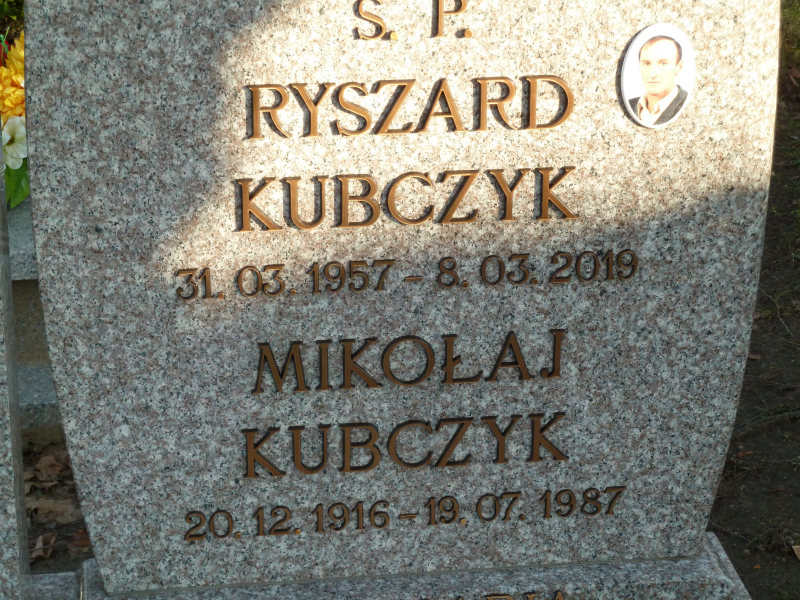 Ś. P.
RYSZARD
KUBCZYK
31. 03. 1957 - 8. 03. 2019
MIKOŁAJ
KUBCZYK
20. 12. 1916 - 19. 07. 1987